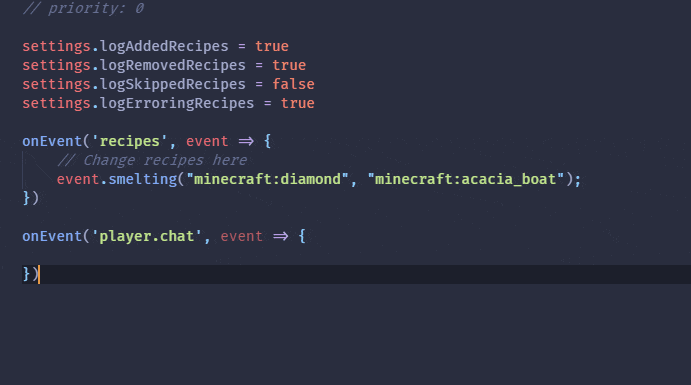 // priority: 0
settings.logAddedRecipes = true
settings.logRemovedRecipes = true
settings.logSkippedRecipes = false
settings.logErroringRecipes = true
onEvent('recipes', event => {
// Change recipes here
event.smelting("minecraft:diamond", "minecraft:acacia_boat");
})
onEvent('player.chat', event => {
})